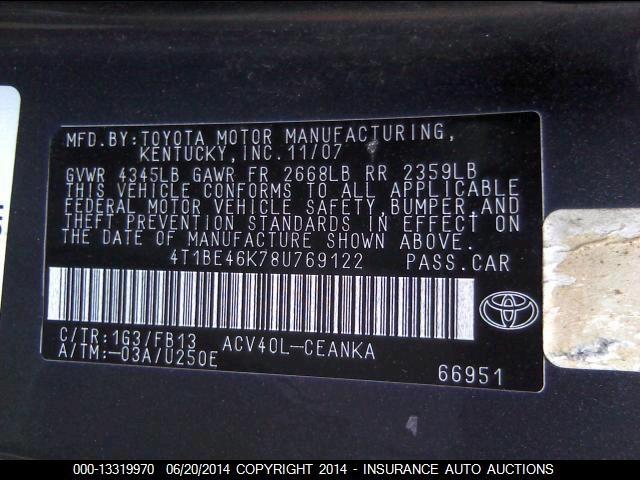 MFD. BY: TOYOTA MOTOR MANUFACTURING,
KENTUCKY, INC. 11/07
GVWR 4345LB GAWR FR 2668LB RR 2359LB
THIS VEHICLE CONFORMS TO ALL APPLICABLE
FEDERAL MOTOR VEHICLE SAFETY, BUMPER, AND
THEFT PREVENTION STANDARDS IN EFFECT ON
THE DATE OF MANUFACTURE SHOWN ABOVE.
4T1BE46K78U769122 PASS. CAR
C/TR: 1G3/FB13 ACV40L-CEANKA
A/TM:-03A/U250E
66951
000-13319970 06/20/2014 COPYRIGHT 2014 - INSURANCE AUTO AUCTIONS